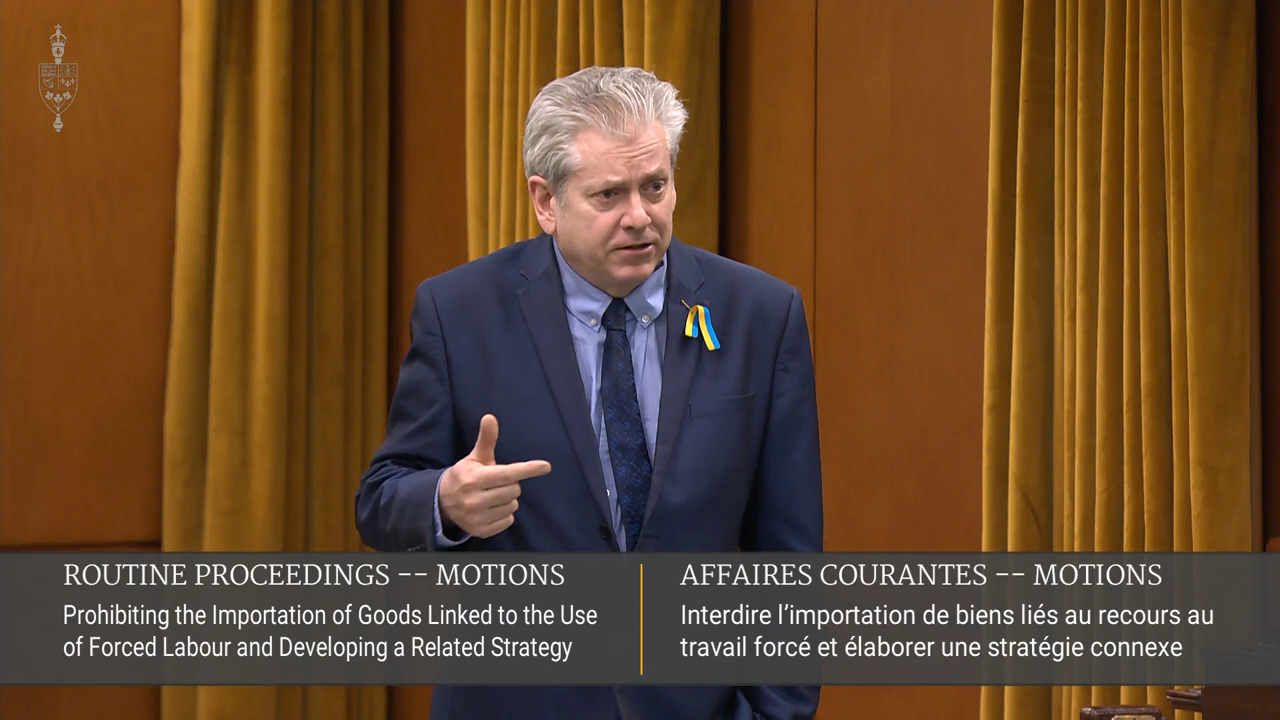 ROUTINE PROCEEDINGS -- MOTIONS
Prohibiting the Importation of Goods Linked to the Use
of Forced Labour and Developing a Related Strategy
AFFAIRES COURANTES -- MOTIONS
Interdire l’importation de biens liés au recours au
travail forcé et élaborer une stratégie connexe